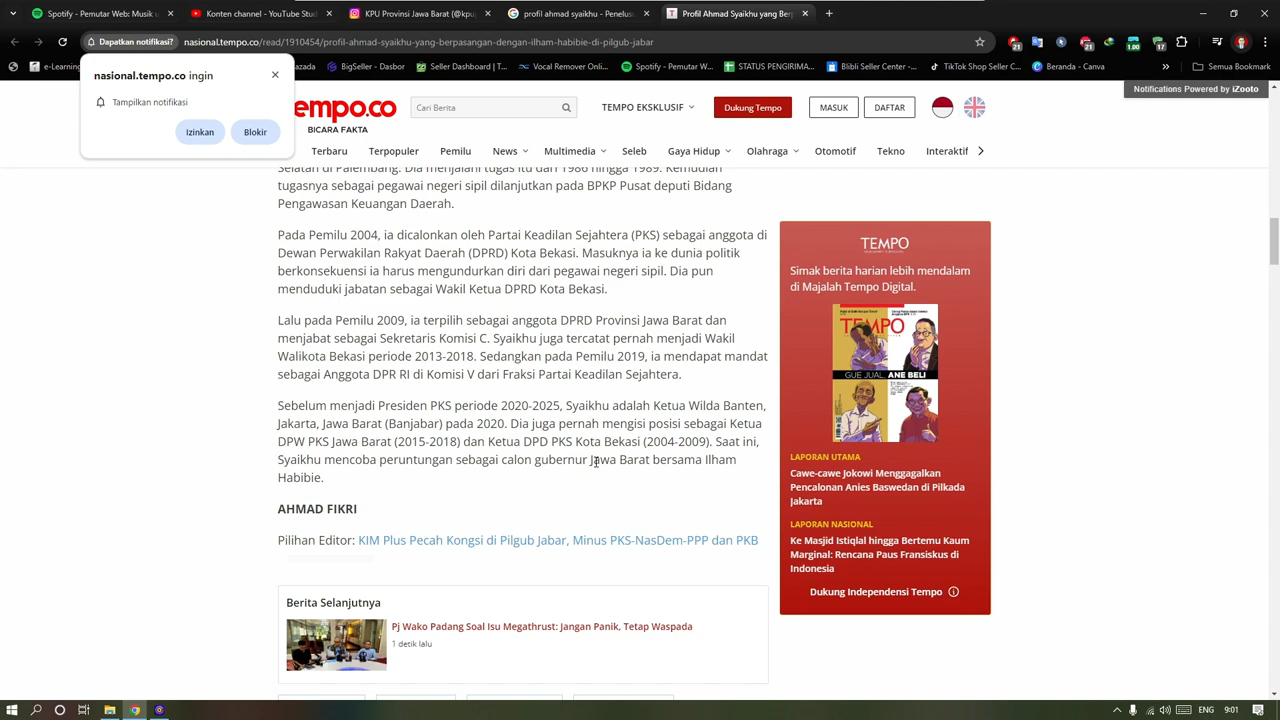 Spotify - Pemutar Web: Musik u
Podcast Tempo
(1) YouTube Stud
KPU Jawa Barat (@kpu
profil ahmad syaikhu
Profil Ahmad Syaikhu yang Ber
Dapatkan notifikasi?
nasional.tempo.co/read/1910454/profil-ahmad-syaikhu-yang-berpasangan-dengan-ilham-habibie-di-pilgub-jabar
21
21
1.00
17
e-Learning
azada
BigSeller - Dasbor
Seller Dashboard | T...
Vocal Remover Onli...
Spotify - Pemutar W...
STATUS PENGIRIMA...
Blibli Seller Center -...
TikTok Shop Seller C...
Beranda - Canva
Semua Bookmark
nasional.tempo.co ingin
Tampilkan notifikasi
Izinkan
Blokir
Notifications Powered by iZooto
tempo.co
BICARA FAKTA
Cari Berita
TEMPO EKSKLUSIF
Dukung Tempo
MASUK
DAFTAR
Terbaru
Terpopuler
Pemilu
News
Multimedia
Seleb
Gaya Hidup
Olahraga
Otomotif
Tekno
Interaktif
Selatan di Palembang. Dia menjalani tugas itu dari 1986 hingga 1989. Kemudian
tugasnya sebagai pegawai negeri sipil dilanjutkan pada BPKP Pusat deputi Bidang
Pengawasan Keuangan Daerah.
Pada Pemilu 2004, ia dicalonkan oleh Partai Keadilan Sejahtera (PKS) sebagai anggota di
Dewan Perwakilan Rakyat Daerah (DPRD) Kota Bekasi. Masuknya ia ke dunia politik
berkonsekuensi ia harus mengundurkan diri dari pegawai negeri sipil. Dia pun
menduduki jabatan sebagai Wakil Ketua DPRD Kota Bekasi.
Lalu pada Pemilu 2009, ia terpilih sebagai anggota DPRD Provinsi Jawa Barat dan
menjabat sebagai Sekretaris Komisi C. Syaikhu juga tercatat pernah menjadi Wakil
Walikota Bekasi periode 2013-2018. Sedangkan pada Pemilu 2019, ia mendapat mandat
sebagai Anggota DPR RI di Komisi V dari Fraksi Partai Keadilan Sejahtera.
Sebelum menjadi Presiden PKS periode 2020-2025, Syaikhu adalah Ketua Wilda Banten,
Jakarta, Jawa Barat (Banjabar) pada 2020. Dia juga pernah mengisi posisi sebagai Ketua
DPW PKS Jawa Barat (2015-2018) dan Ketua DPD PKS Kota Bekasi (2004-2009). Saat ini,
Syaikhu mencoba peruntungan sebagai calon gubernur Jawa Barat bersama Ilham
Habibie.
AHMAD FIKRI
Pilihan Editor: KIM Plus Pecah Kongsi di Pilgub Jabar, Minus PKS-NasDem-PPP dan PKB
Berita Selanjutnya
Pj Wako Padang Soal Isu Megathrust: Jangan Panik, Tetap Waspada
1 detik lalu
TEMPO
Simak berita harian lebih mendalam
di Majalah Tempo Digital.
TEMPO
GUE JUAL, ANE BELI
LAPORAN UTAMA
Cawe-cawe Jokowi Menggagalkan
Pencalonan Anies Baswedan di Pilkada
Jakarta
LAPORAN NASIONAL
Ke Masjid Istiqlal hingga Bertemu Kaum
Marginal: Rencana Paus Fransiskus di
Indonesia
Dukung Independensi Tempo
ENG
9:01